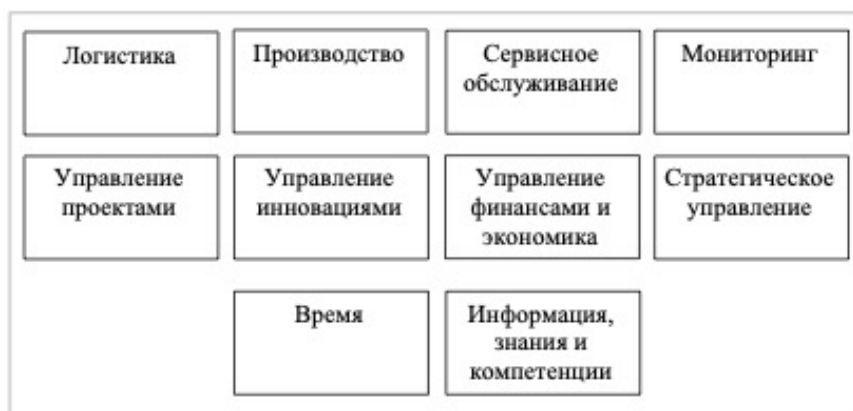 Логистика
Производство
Сервисное
обслуживание
Мониторинг
Управление
проектами
Управление
инновациями
Управление
финансами и
экономика
Стратегическое
управление
Время
Информация,
знания и
компетенции